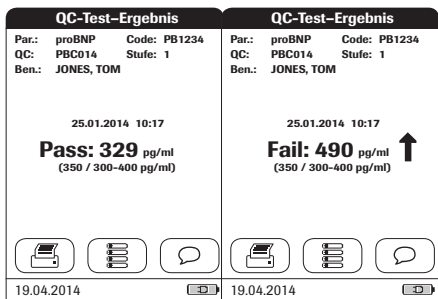 QC-Test-Ergebnis
Par.: proBNP Code: PB1234
QC: PBC014 Stufe: 1
Ben.: JONES, TOM
25.01.2014 10:17
Pass: 329 pg/ml
(350 / 300-400 pg/ml)
19.04.2014
QC-Test-Ergebnis
Par.: proBNP Code: PB1234
QC: PBC014 Stufe: 1
Ben.: JONES, TOM
25.01.2014 10:17
Fail: 490 pg/ml
(350 / 300-400 pg/ml)
19.04.2014